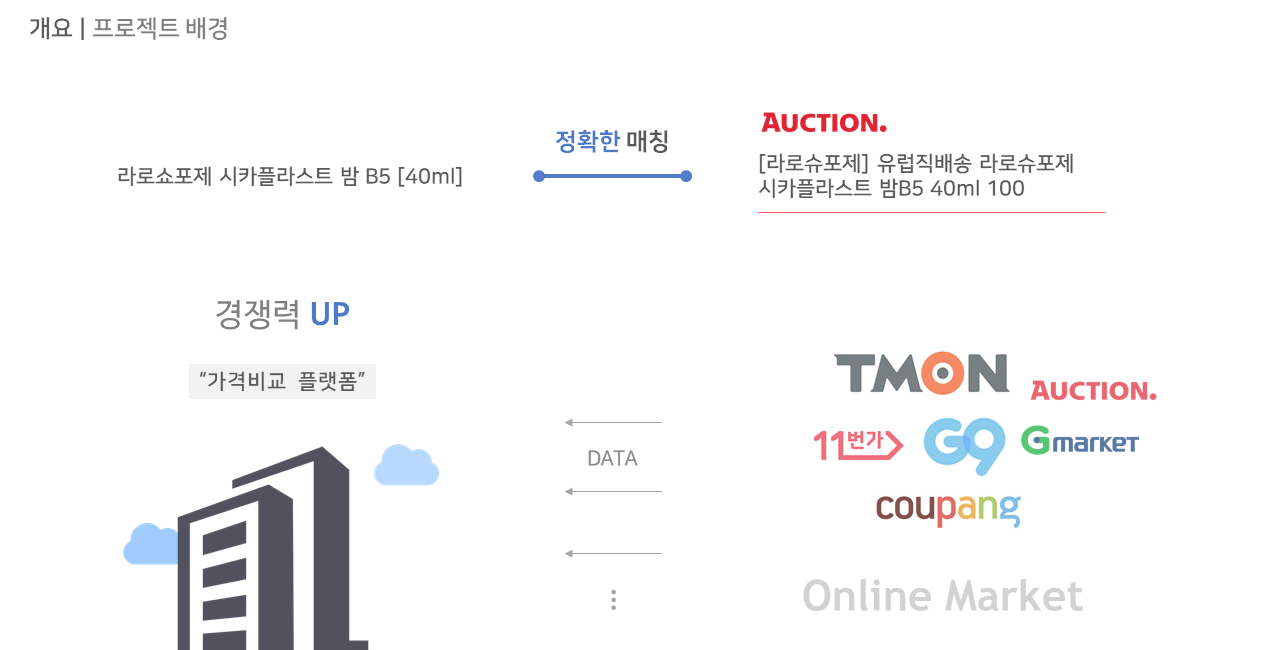 개요 | 프로젝트 배경
정확한 매칭
라로쇼포제 시카플라스트 밤 B5 [40ml]
AUCTION.
[라로슈포제] 유럽직배송 라로슈포제
시카플라스트 밤B5 40ml 100
경쟁력 UP
“가격비교 플랫폼”
DATA
TMON
AUCTION.
11번가
G9
Gmarket
coupang
Online Market